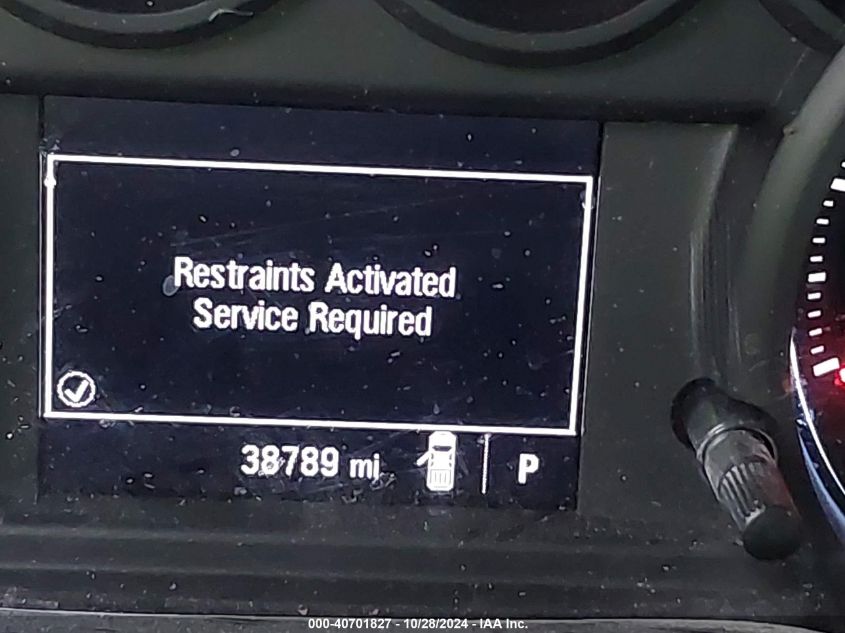 Restraints Activated
Service Required
38789 mi
P
000-40701827 - 10/28/2024 - IAA Inc.